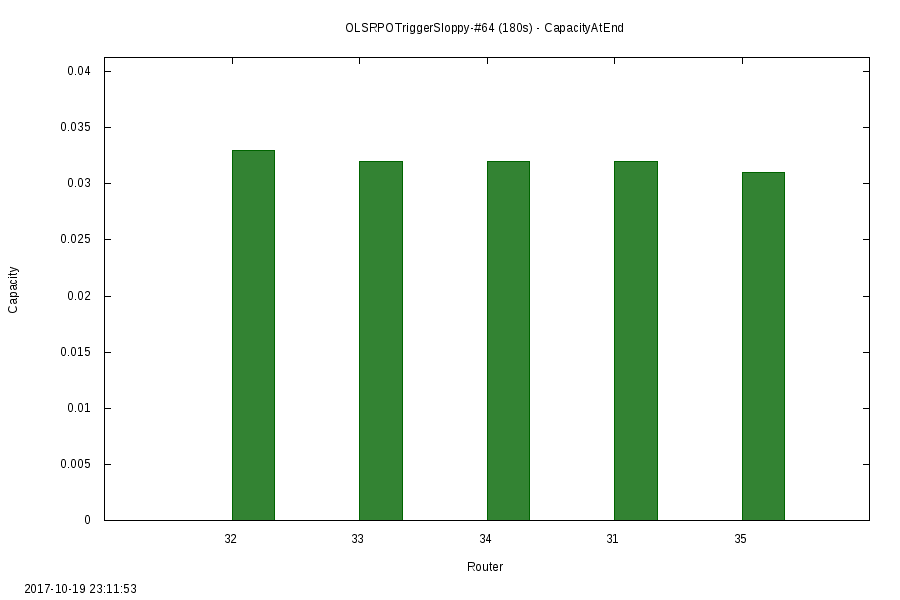 OLSRPOTriggerSloppy-#64 (180s) - CapacityAtEnd
0.04
0.035
0.03
0.025
0.02
0.015
0.01
0.005
0
Capacity
32 33 34 31 35
Router
2017-10-19 23:11:53